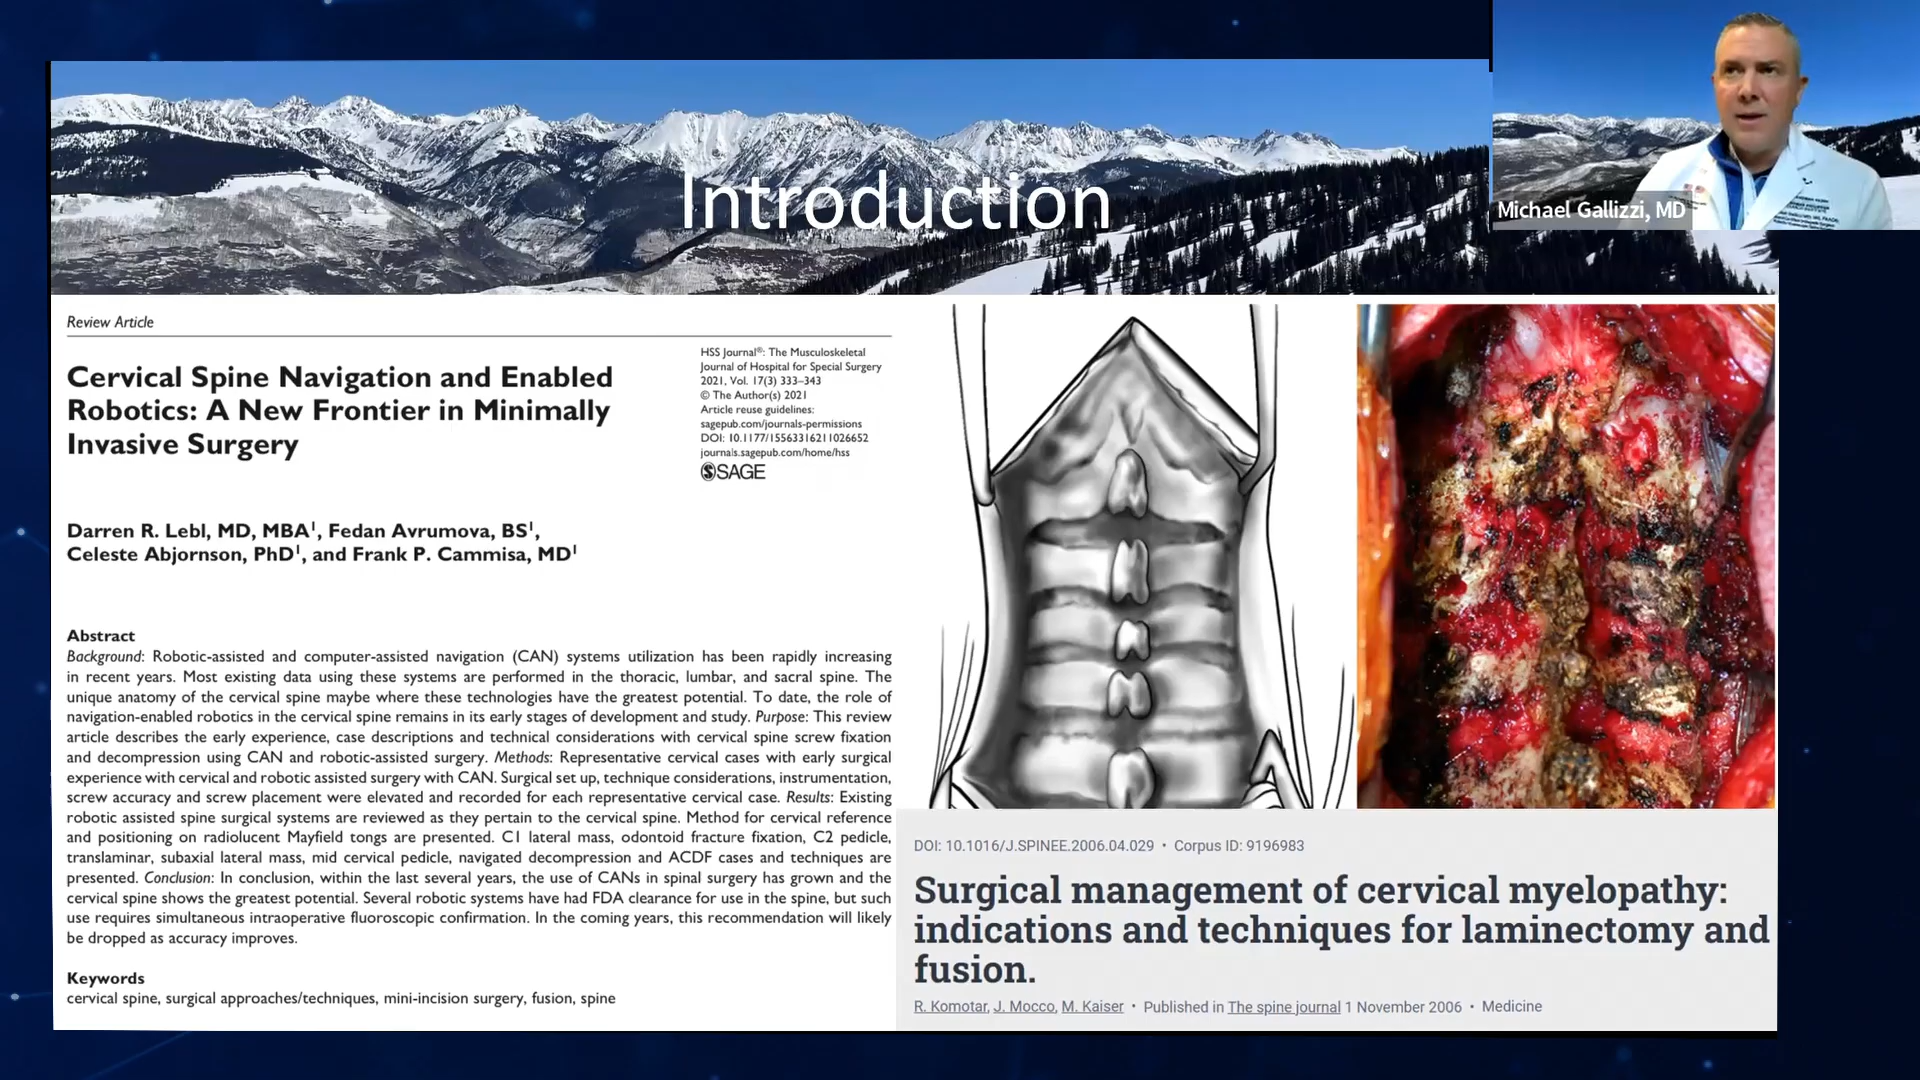 Introduction
Michael Gallizzi, MD
Review Article
Cervical Spine Navigation and Enabled
Robotics: A New Frontier in Minimally
Invasive Surgery
HSS Journal®: The Musculoskeletal
Journal of Hospital for Special Surgery
2021, Vol. 17(3) 333–343
© The Author(s) 2021
Article reuse guidelines:
sagepub.com/journals-permissions
DOI: 10.1177/15563316211026652
journals.sagepub.com/home/hss
SAGE
Darren R. Lebl, MD, MBA1, Fedan Avrumova, BS1,
Celeste Abjornson, PhD1, and Frank P. Cammisa, MD1
Abstract
Background: Robotic-assisted and computer-assisted navigation (CAN) systems utilization has been rapidly increasing
in recent years. Most existing data using these systems are performed in the thoracic, lumbar, and sacral spine. The
unique anatomy of the cervical spine maybe where these technologies have the greatest potential. To date, the role of
navigation-enabled robotics in the cervical spine remains in its early stages of development and study. Purpose: This review
article describes the early experience, case descriptions and technical considerations with cervical spine screw fixation
and decompression using CAN and robotic-assisted surgery. Methods: Representative cervical cases with early surgical
experience with cervical and robotic assisted surgery with CAN. Surgical set up, technique considerations, instrumentation,
screw accuracy and screw placement were elevated and recorded for each representative cervical case. Results: Existing
robotic assisted spine surgical systems are reviewed as they pertain to the cervical spine. Method for cervical reference
and positioning on radiolucent Mayfield tongs are presented. C1 lateral mass, odontoid fracture fixation, C2 pedicle,
translaminar, subaxial lateral mass, mid cervical pedicle, navigated decompression and ACDF cases and techniques are
presented. Conclusion: In conclusion, within the last several years, the use of CANs in spinal surgery has grown and the
cervical spine shows the greatest potential. Several robotic systems have had FDA clearance for use in the spine, but such
use requires simultaneous intraoperative fluoroscopic confirmation. In the coming years, this recommendation will likely
be dropped as accuracy improves.
Keywords
cervical spine, surgical approaches/techniques, mini-incision surgery, fusion, spine
DOI: 10.1016/J.SPINEE.2006.04.029 • Corpus ID: 9196983
Surgical management of cervical myelopathy:
indications and techniques for laminectomy and
fusion.
R. Komotar, J. Mocco, M. Kaiser • Published in The spine journal 1 November 2006 • Medicine